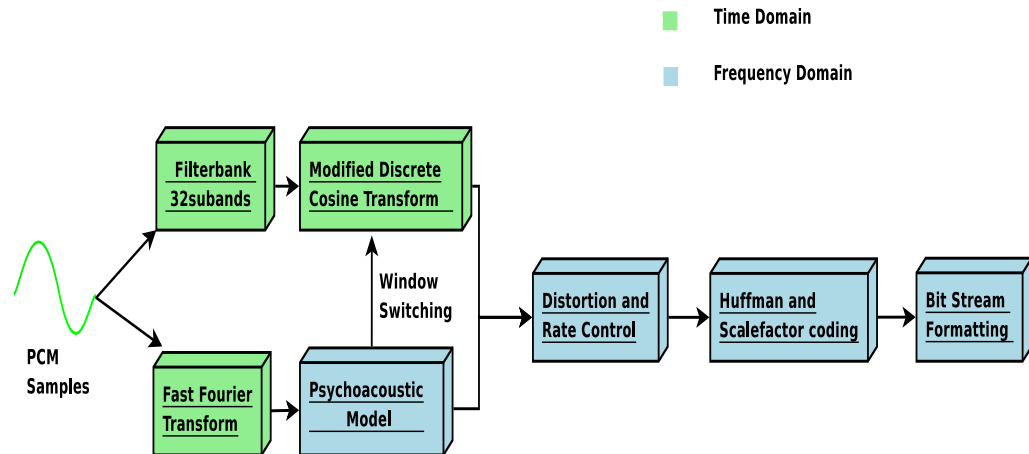 Time Domain
Frequency Domain
Filterbank
32subands
Modified Discrete
Cosine Transform
Window
Switching
PCM
Samples
Fast Fourier
Transform
Psychoacoustic
Model
Distortion and
Rate Control
Huffman and
Scalefactor coding
Bit Stream
Formatting